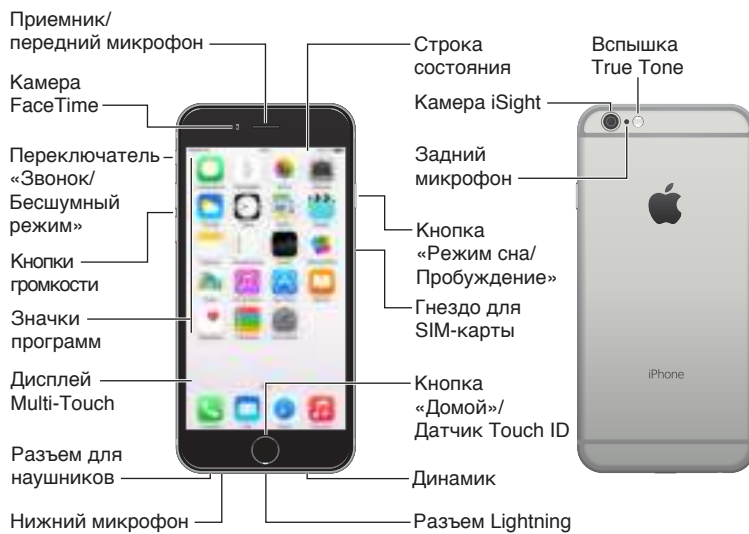 Приемник/
передний микрофон
Камера
FaceTime
Переключатель
«Звонок/
Бесшумный
режим»
Кнопки
громкости
Значки
программ
Дисплей
Multi-Touch
Разъем для
наушников
Нижний микрофон
Строка
состояния
Камера iSight
Задний
микрофон
Кнопка
«Режим сна/
Пробуждение»
Гнездо для
SIM-карты
Кнопка
«Домой»/
Датчик Touch ID
Динамик
Разъем Lightning
Вспышка
True Tone
iPhone